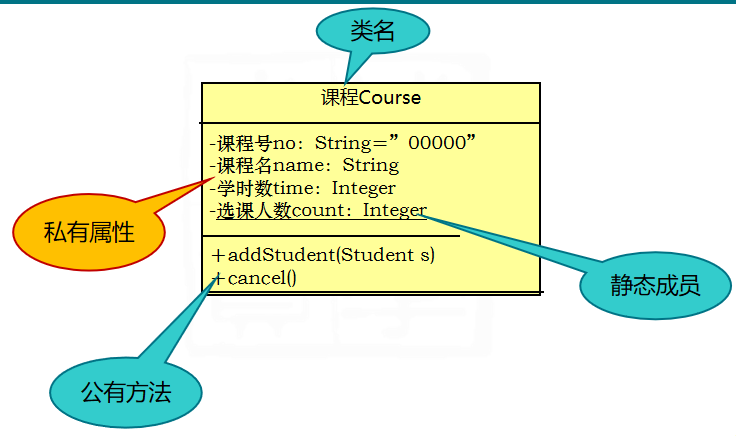 类名
课程Course
-课程号no：String＝”00000”
-课程名name：String
-学时数time：Integer
-选课人数count：Integer
私有属性
＋addStudent(Student s)
＋cancel()
静态成员
公有方法